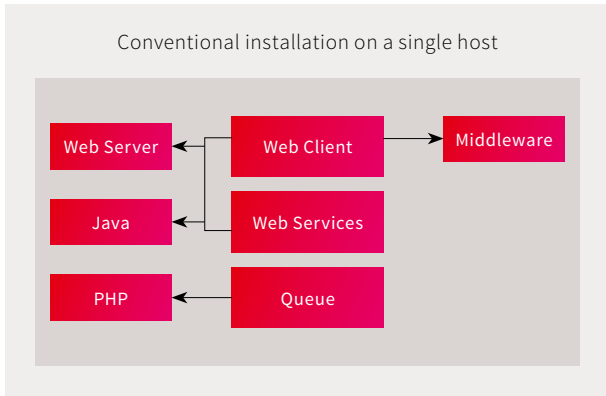 Conventional installation on a single host
Web Server
Web Client
Middleware
Java
Web Services
PHP
Queue